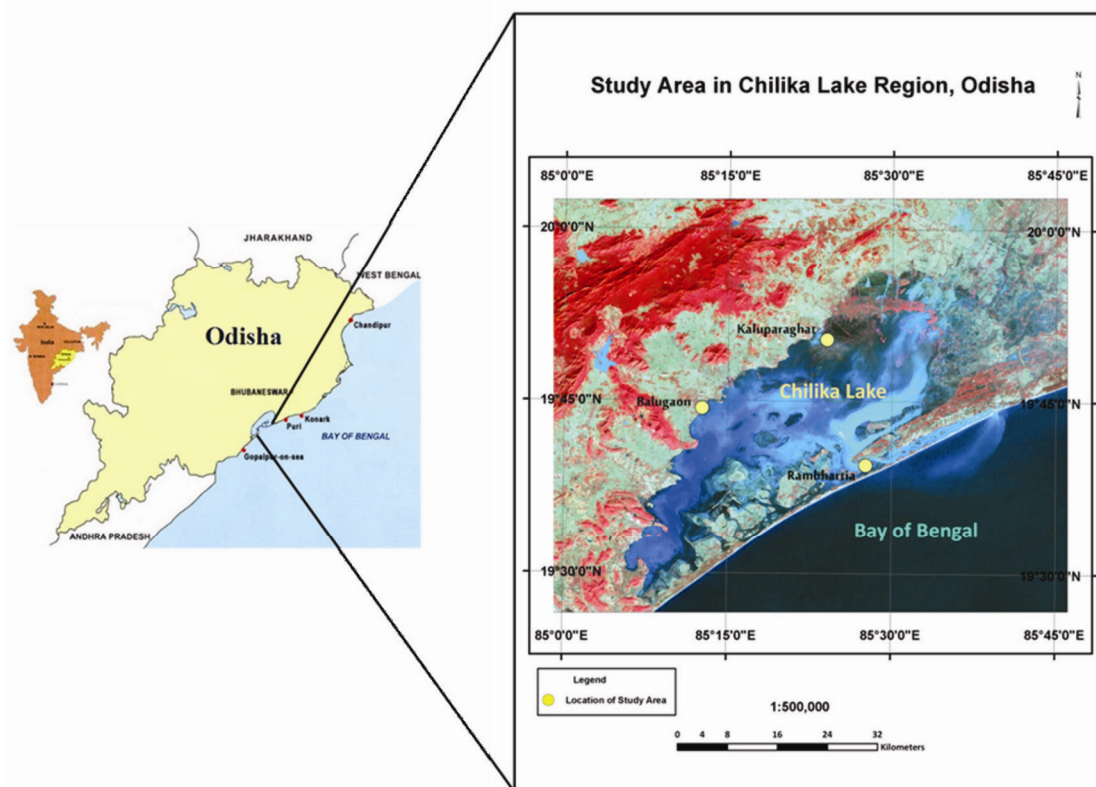 JHARAKHAND
WEST BENGAL
Chandipur
Odisha
India
BHUBANESWAR
Konark
Puri
BAY OF BENGAL
Gopalpur-on-sea
ANDHRA PRADESH
Study Area in Chilika Lake Region, Odisha
N
85°0'0"E 85°15'0"E 85°30'0"E 85°45'0"E
20°0'0"N 20°0'0"N
Kaluparaghat
Chilika Lake
Balugaon
19°45'0"N 19°45'0"N
Rambhartia
Bay of Bengal
19°30'0"N 19°30'0"N
85°0'0"E 85°15'0"E 85°30'0"E 85°45'0"E
Legend
Location of Study Area
1:500,000
0 4 8 16 24 32
Kilometers